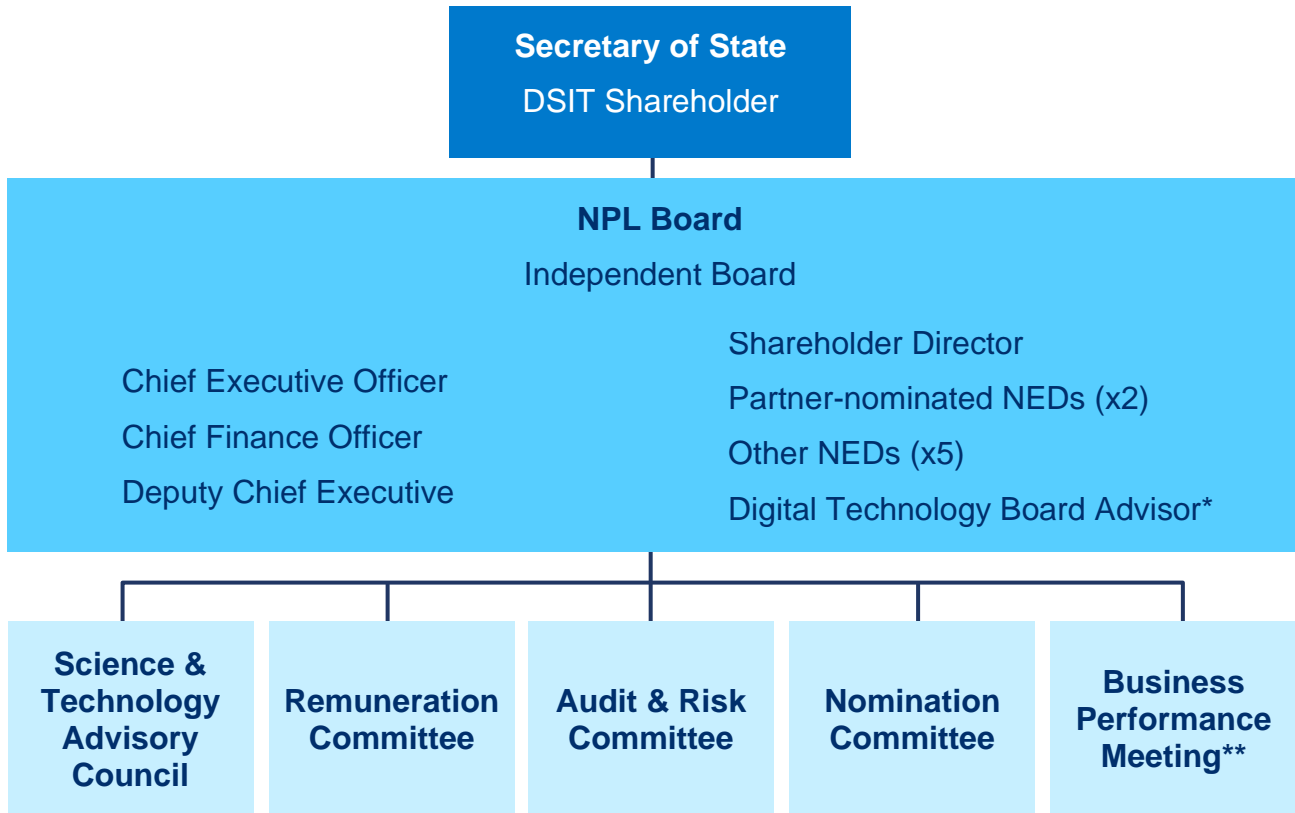 Secretary of State
DSIT Shareholder
NPL Board
Independent Board
Chief Executive Officer
Chief Finance Officer
Deputy Chief Executive
Shareholder Director
Partner-nominated NEDs (x2)
Other NEDs (x5)
Digital Technology Board Advisor*
Science &
Technology
Advisory
Council
Remuneration
Committee
Audit & Risk
Committee
Nomination
Committee
Business
Performance
Meeting**